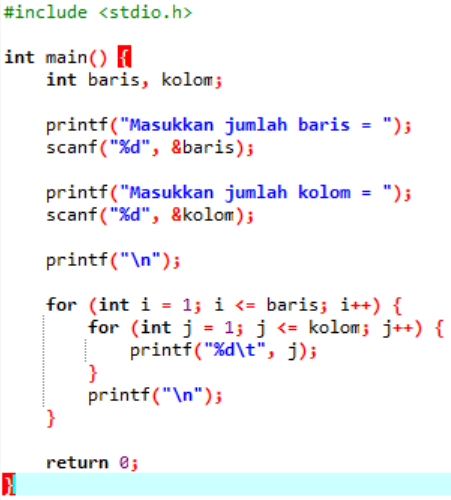 #include <stdio.h>

int main() {
    int baris, kolom;

    printf("Masukkan jumlah baris = ");
    scanf("%d", &baris);

    printf("Masukkan jumlah kolom = ");
    scanf("%d", &kolom);

    printf("\n");

    for (int i = 1; i <= baris; i++) {
        for (int j = 1; j <= kolom; j++) {
            printf("%d\t", j);
        }
        printf("\n");
    }

    return 0;
}